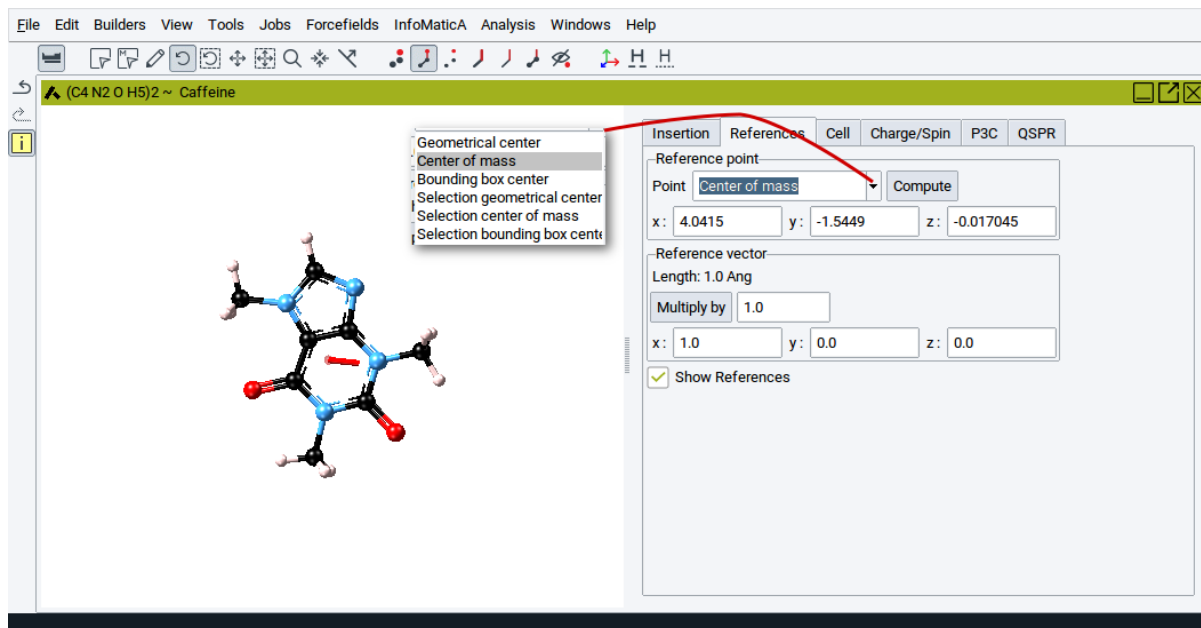 File Edit Builders View Tools Jobs Forcefields InfoMaticA Analysis Windows Help
M
H H
(C4 N2 O H5)2 ~ Caffeine
i
Geometrical center
Center of mass
Bounding box center
Selection geometrical center
Selection center of mass
Selection bounding box cente
Insertion References Cell Charge/Spin P3C QSPR
Reference point
Point Center of mass Compute
x: 4.0415 y: -1.5449 z: -0.017045
Reference vector
Length: 1.0 Ang
Multiply by 1.0
x: 1.0 y: 0.0 z: 0.0
Show References